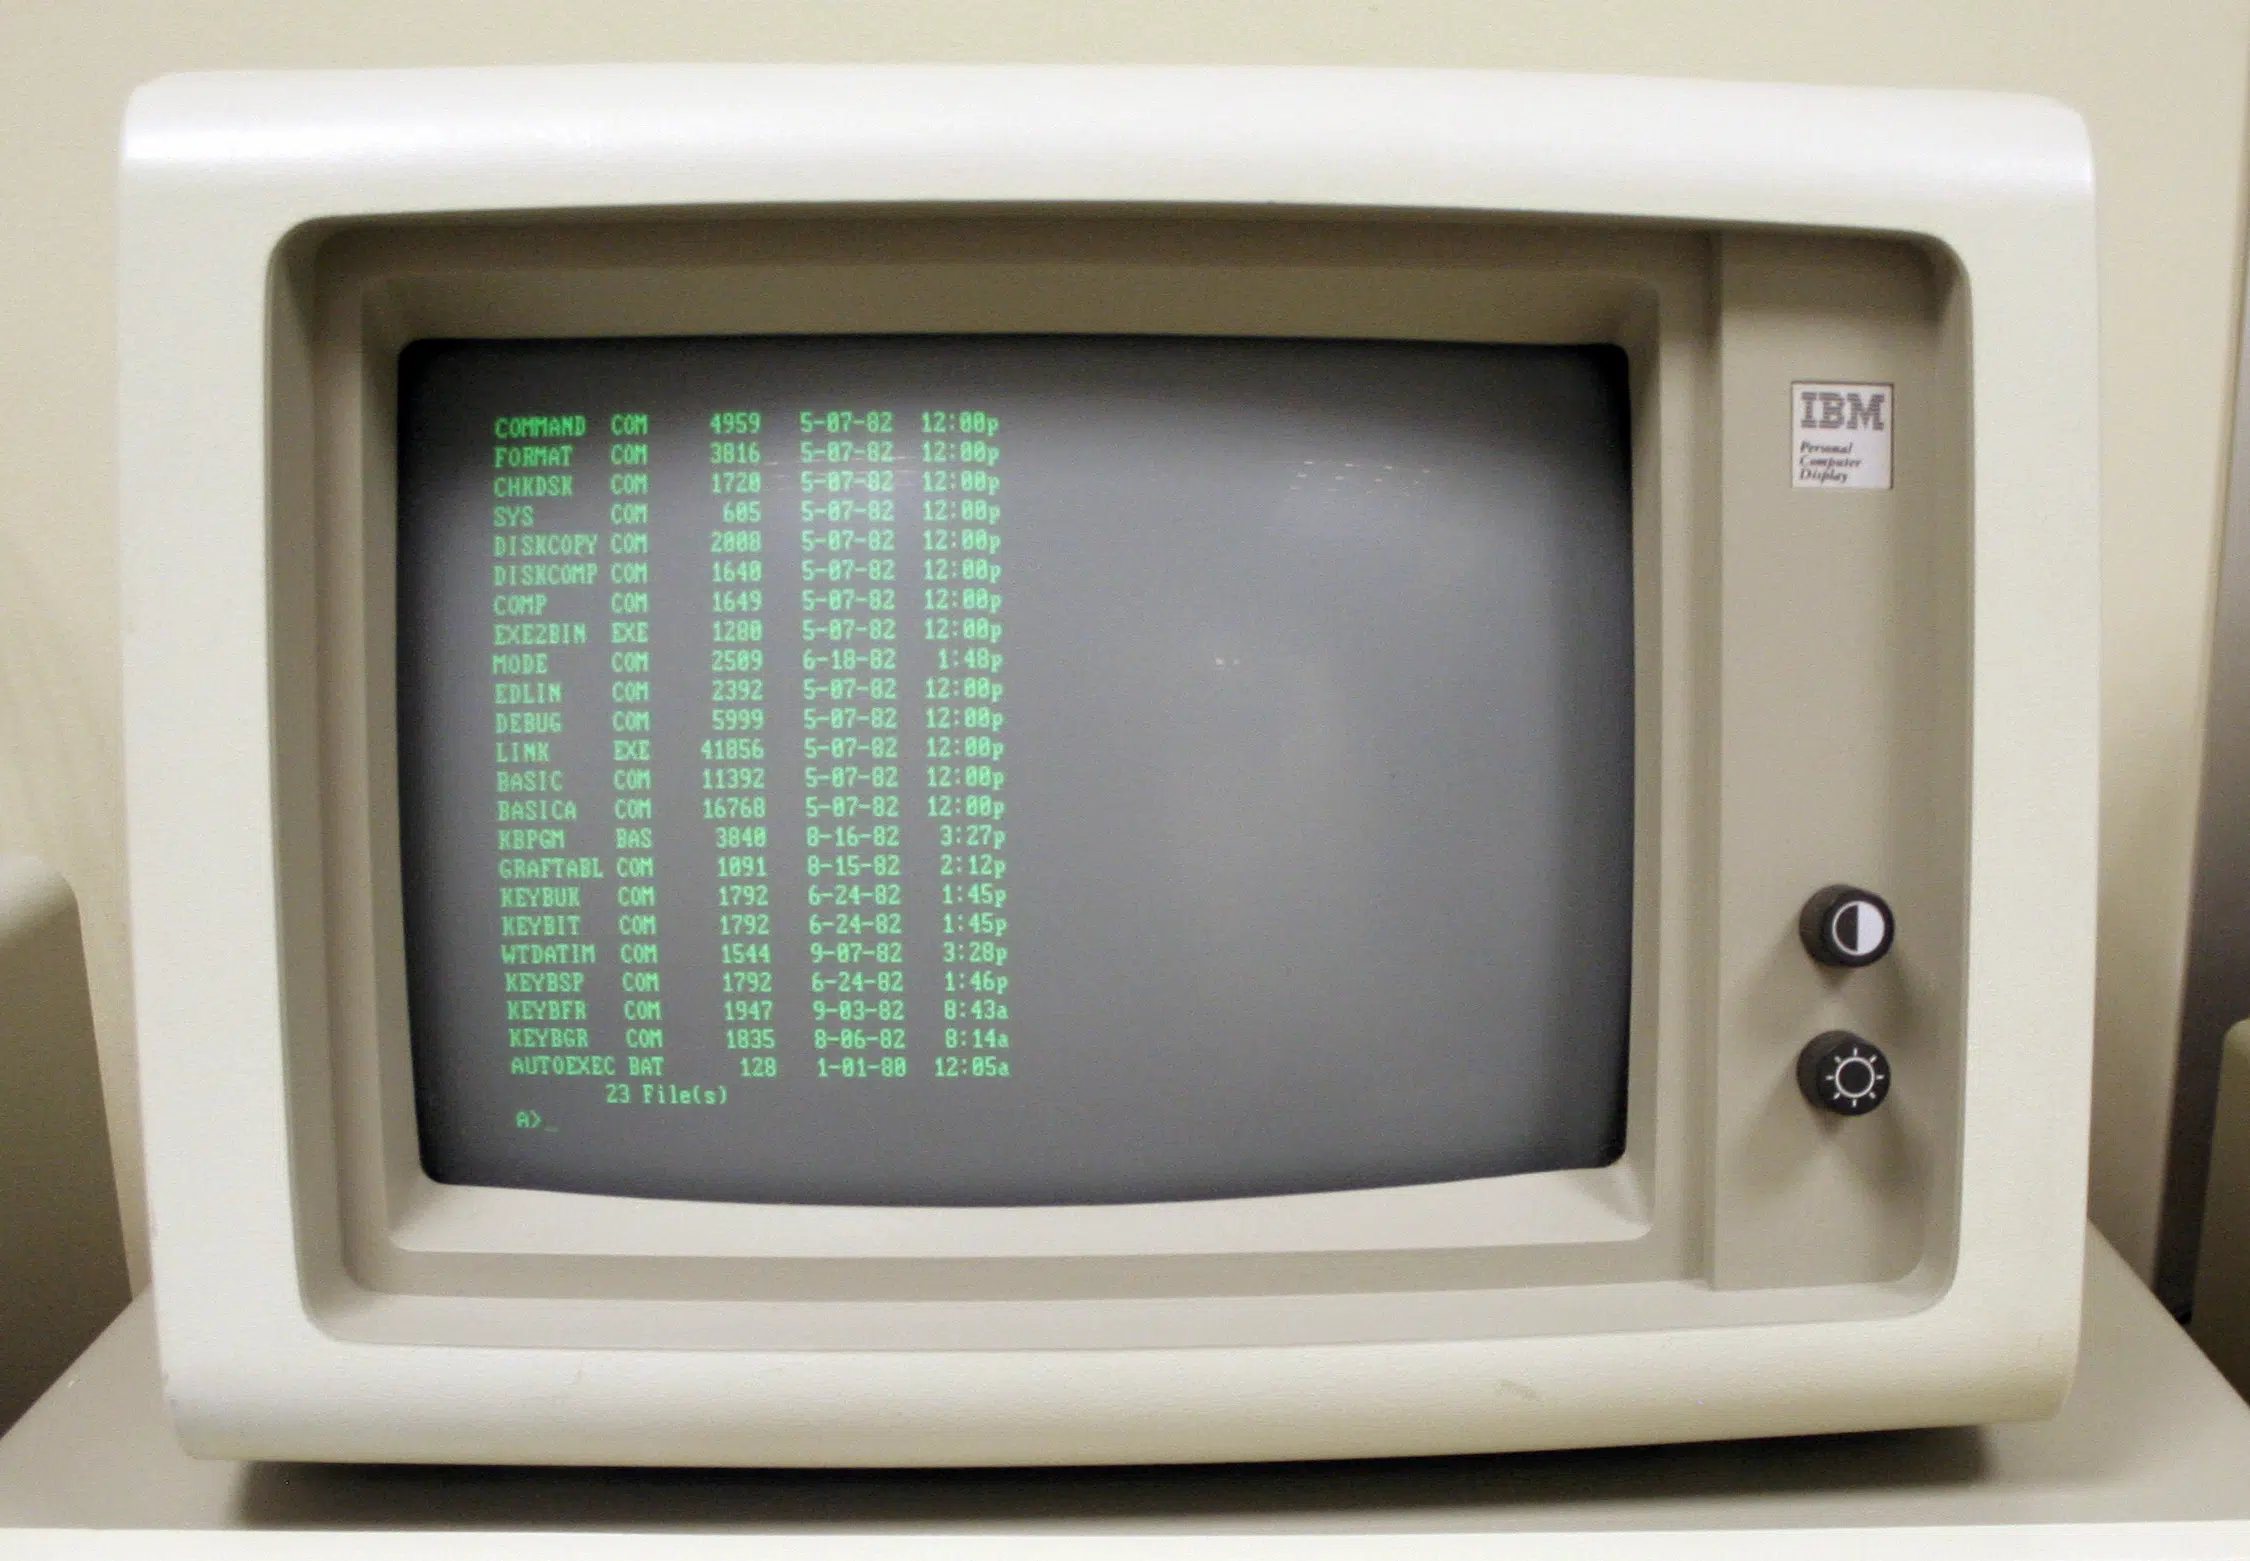 COMMAND  COM     4959   5-07-82  12:00p
FORMAT   COM     3816   5-07-82  12:00p
CHKDSK   COM     1720   5-07-82  12:00p
SYS      COM      605   5-07-82  12:00p
DISKCOPY COM     2008   5-07-82  12:00p
DISKCOMP COM     1640   5-07-82  12:00p
COMP     COM     1649   5-07-82  12:00p
EXE2BIN  EXE     1280   5-07-82  12:00p
MODE     COM     2509   6-18-82   1:48p
EDLIN    COM     2392   5-07-82  12:00p
DEBUG    COM     5999   5-07-82  12:00p
LINK     EXE    41856   5-07-82  12:00p
BASIC    COM    11392   5-07-82  12:00p
BASICA   COM    16768   5-07-82  12:00p
KBPGM    BAS     3840   8-16-82   3:27p
GRAFTABL COM     1091   8-15-82   2:12p
KEYBUK   COM     1792   6-24-82   1:45p
KEYBIT   COM     1792   6-24-82   1:45p
WTDATIM  COM     1544   9-07-82   3:28p
KEYBSP   COM     1792   6-24-82   1:46p
KEYBFR   COM     1947   9-03-82   8:43a
KEYBGR   COM     1835   8-06-82   8:14a
AUTOEXEC BAT      128   1-01-80  12:05a
        23 File(s)
A>_
IBM
Personal
Computer
Display